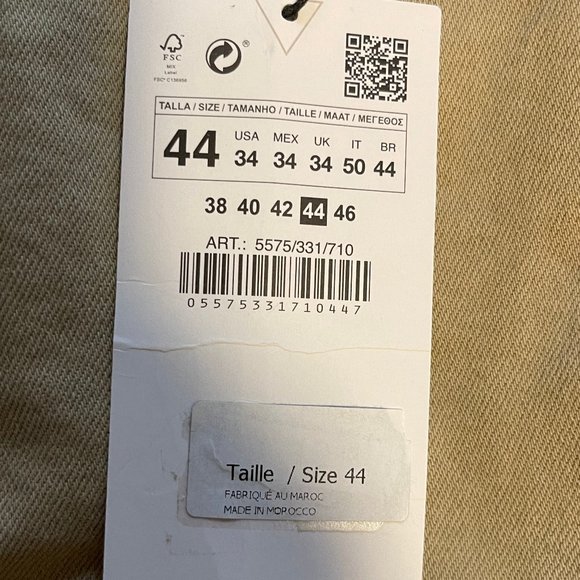 FSC
MIX
Label
FSC® C136958
®
TALLA / SIZE / TAMANHO / TAILLE / MAAT / ΜΕΓΕΘΟΣ
44 USA MEX UK IT BR
34 34 34 50 44
38 40 42 44 46
ART.: 5575/331/710
05575331710447
Taille / Size 44
FABRIQUÉ AU MAROC
MADE IN MOROCCO